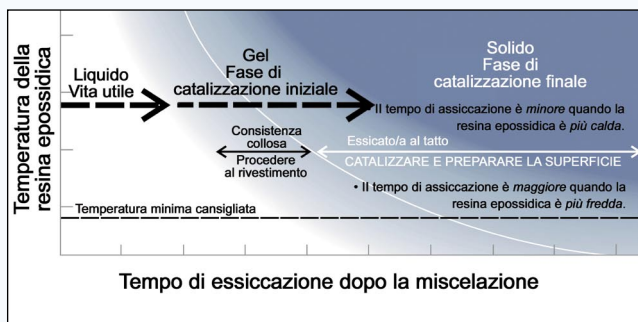 Temperatura della
resina epossidica
Liquido
Vita utile
Gel
Fase di
catalizzazione iniziale
Solido
Fase di
catalizzazione finale
• Il tempo di assiccazione è minore quando la
resina epossidica è più calda.
Consistenza
collosa
Procedere
al rivestimento
Essicato/a al tatto
CATALIZZARE E PREPARARE LA SUPERFICIE
• Il tempo di assiccazione è maggiore quando la
resina epossidica è più fredda.
Temperatura minima cansigliata
Tempo di essiccazione dopo la miscelazione